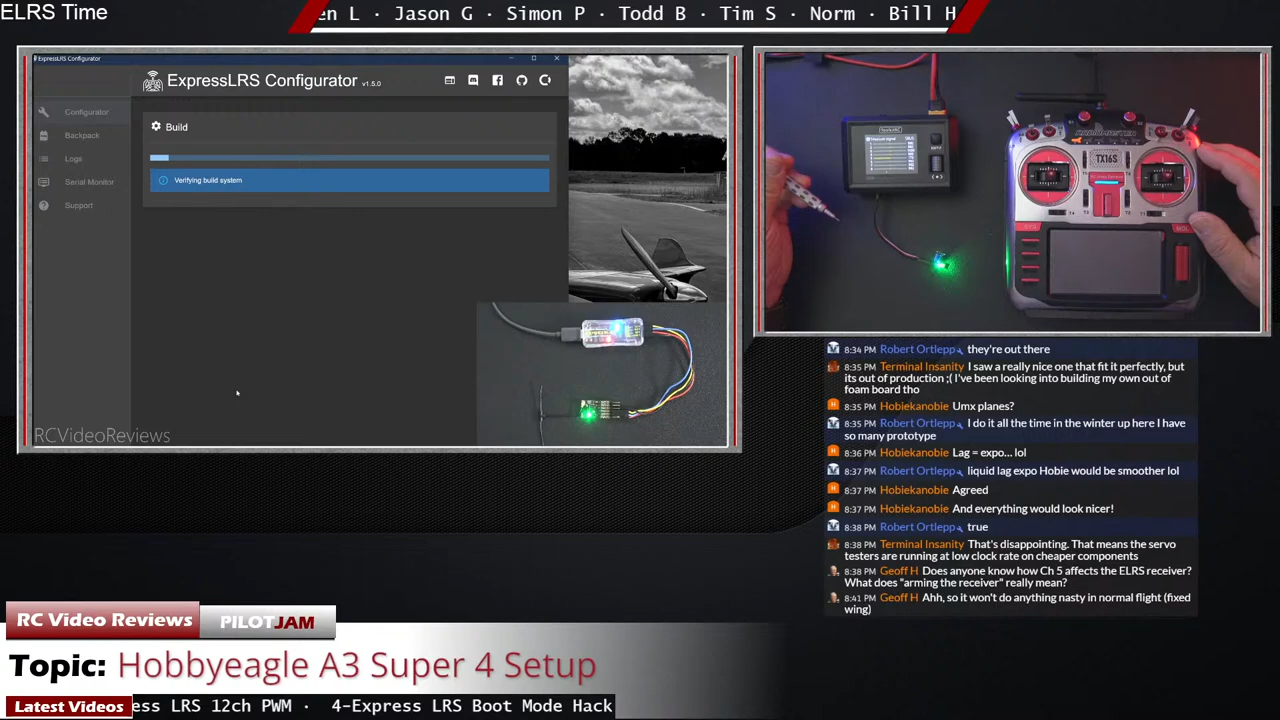 ELRS Time
en L · Jason G · Simon P · Todd B · Tim S · Norm · Bill H
ExpressLRS Configurator
ExpressLRS Configurator v1.5.0
Configurator
Backpack
Logs
Serial Monitor
Support
Build
Verifying build system
RCVideoReviews
TX16S
8:34 PM Robert Ortlepp they're out there
8:35 PM Terminal Insanity I saw a really nice one that fit it perfectly, but
its out of production ;( I've been looking into building my own out of
foam board tho
8:35 PM Hobiekanobie Umx planes?
8:35 PM Robert Ortlepp I do it all the time in the winter up here I have
so many prototype
8:36 PM Hobiekanobie Lag = expo... lol
8:37 PM Robert Ortlepp liquid lag expo Hobie would be smoother lol
8:37 PM Hobiekanobie Agreed
8:37 PM Hobiekanobie And everything would look nicer!
8:38 PM Robert Ortlepp true
8:38 PM Terminal Insanity That's disappointing. That means the servo
testers are running at low clock rate on cheaper components
8:38 PM Geoff H Does anyone know how Ch 5 affects the ELRS receiver?
What does "arming the receiver" really mean?
8:41 PM Geoff H Ahh, so it won't do anything nasty in normal flight (fixed
wing)
RC Video Reviews PILOTJAM
Topic: Hobbyeagle A3 Super 4 Setup
Latest Videos ess LRS 12ch PWM · 4-Express LRS Boot Mode Hack